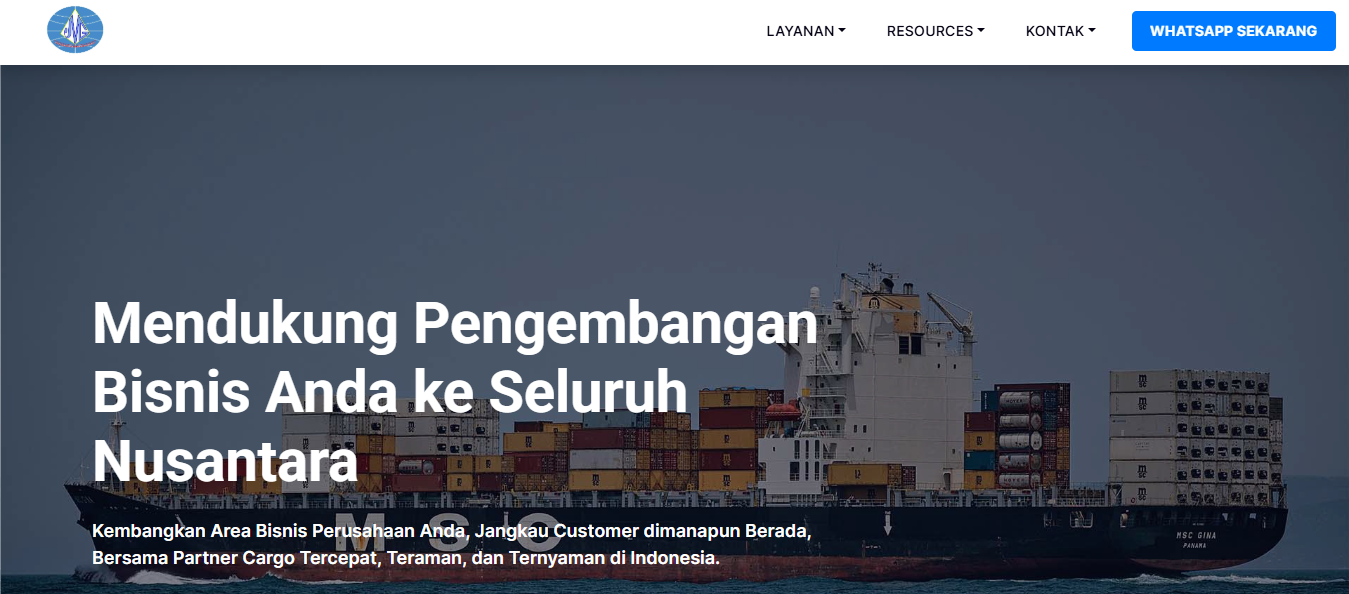 LAYANAN
RESOURCES
KONTAK
WHATSAPP SEKARANG
Mendukung Pengembangan
Bisnis Anda ke Seluruh
Nusantara
Kembangkan Area Bisnis Perusahaan Anda, Jangkau Customer dimanapun Berada,
Bersama Partner Cargo Tercepat, Teraman, dan Ternyaman di Indonesia.
MSC
MSC GINA
PANAMA